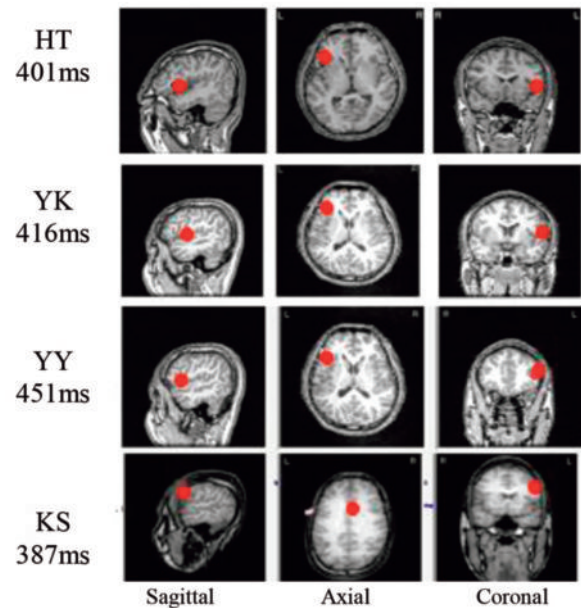 HT
401ms
L R
R L
YK
416ms
L
YY
451ms
L R
R L
KS
387ms
L R
R L
Sagittal Axial Coronal